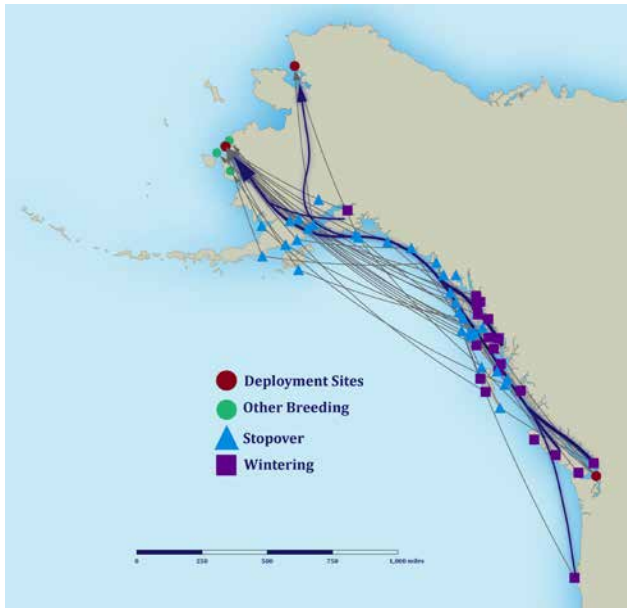 Deployment Sites
Other Breeding
Stopover
Wintering
0 250 500 750 1,000 miles